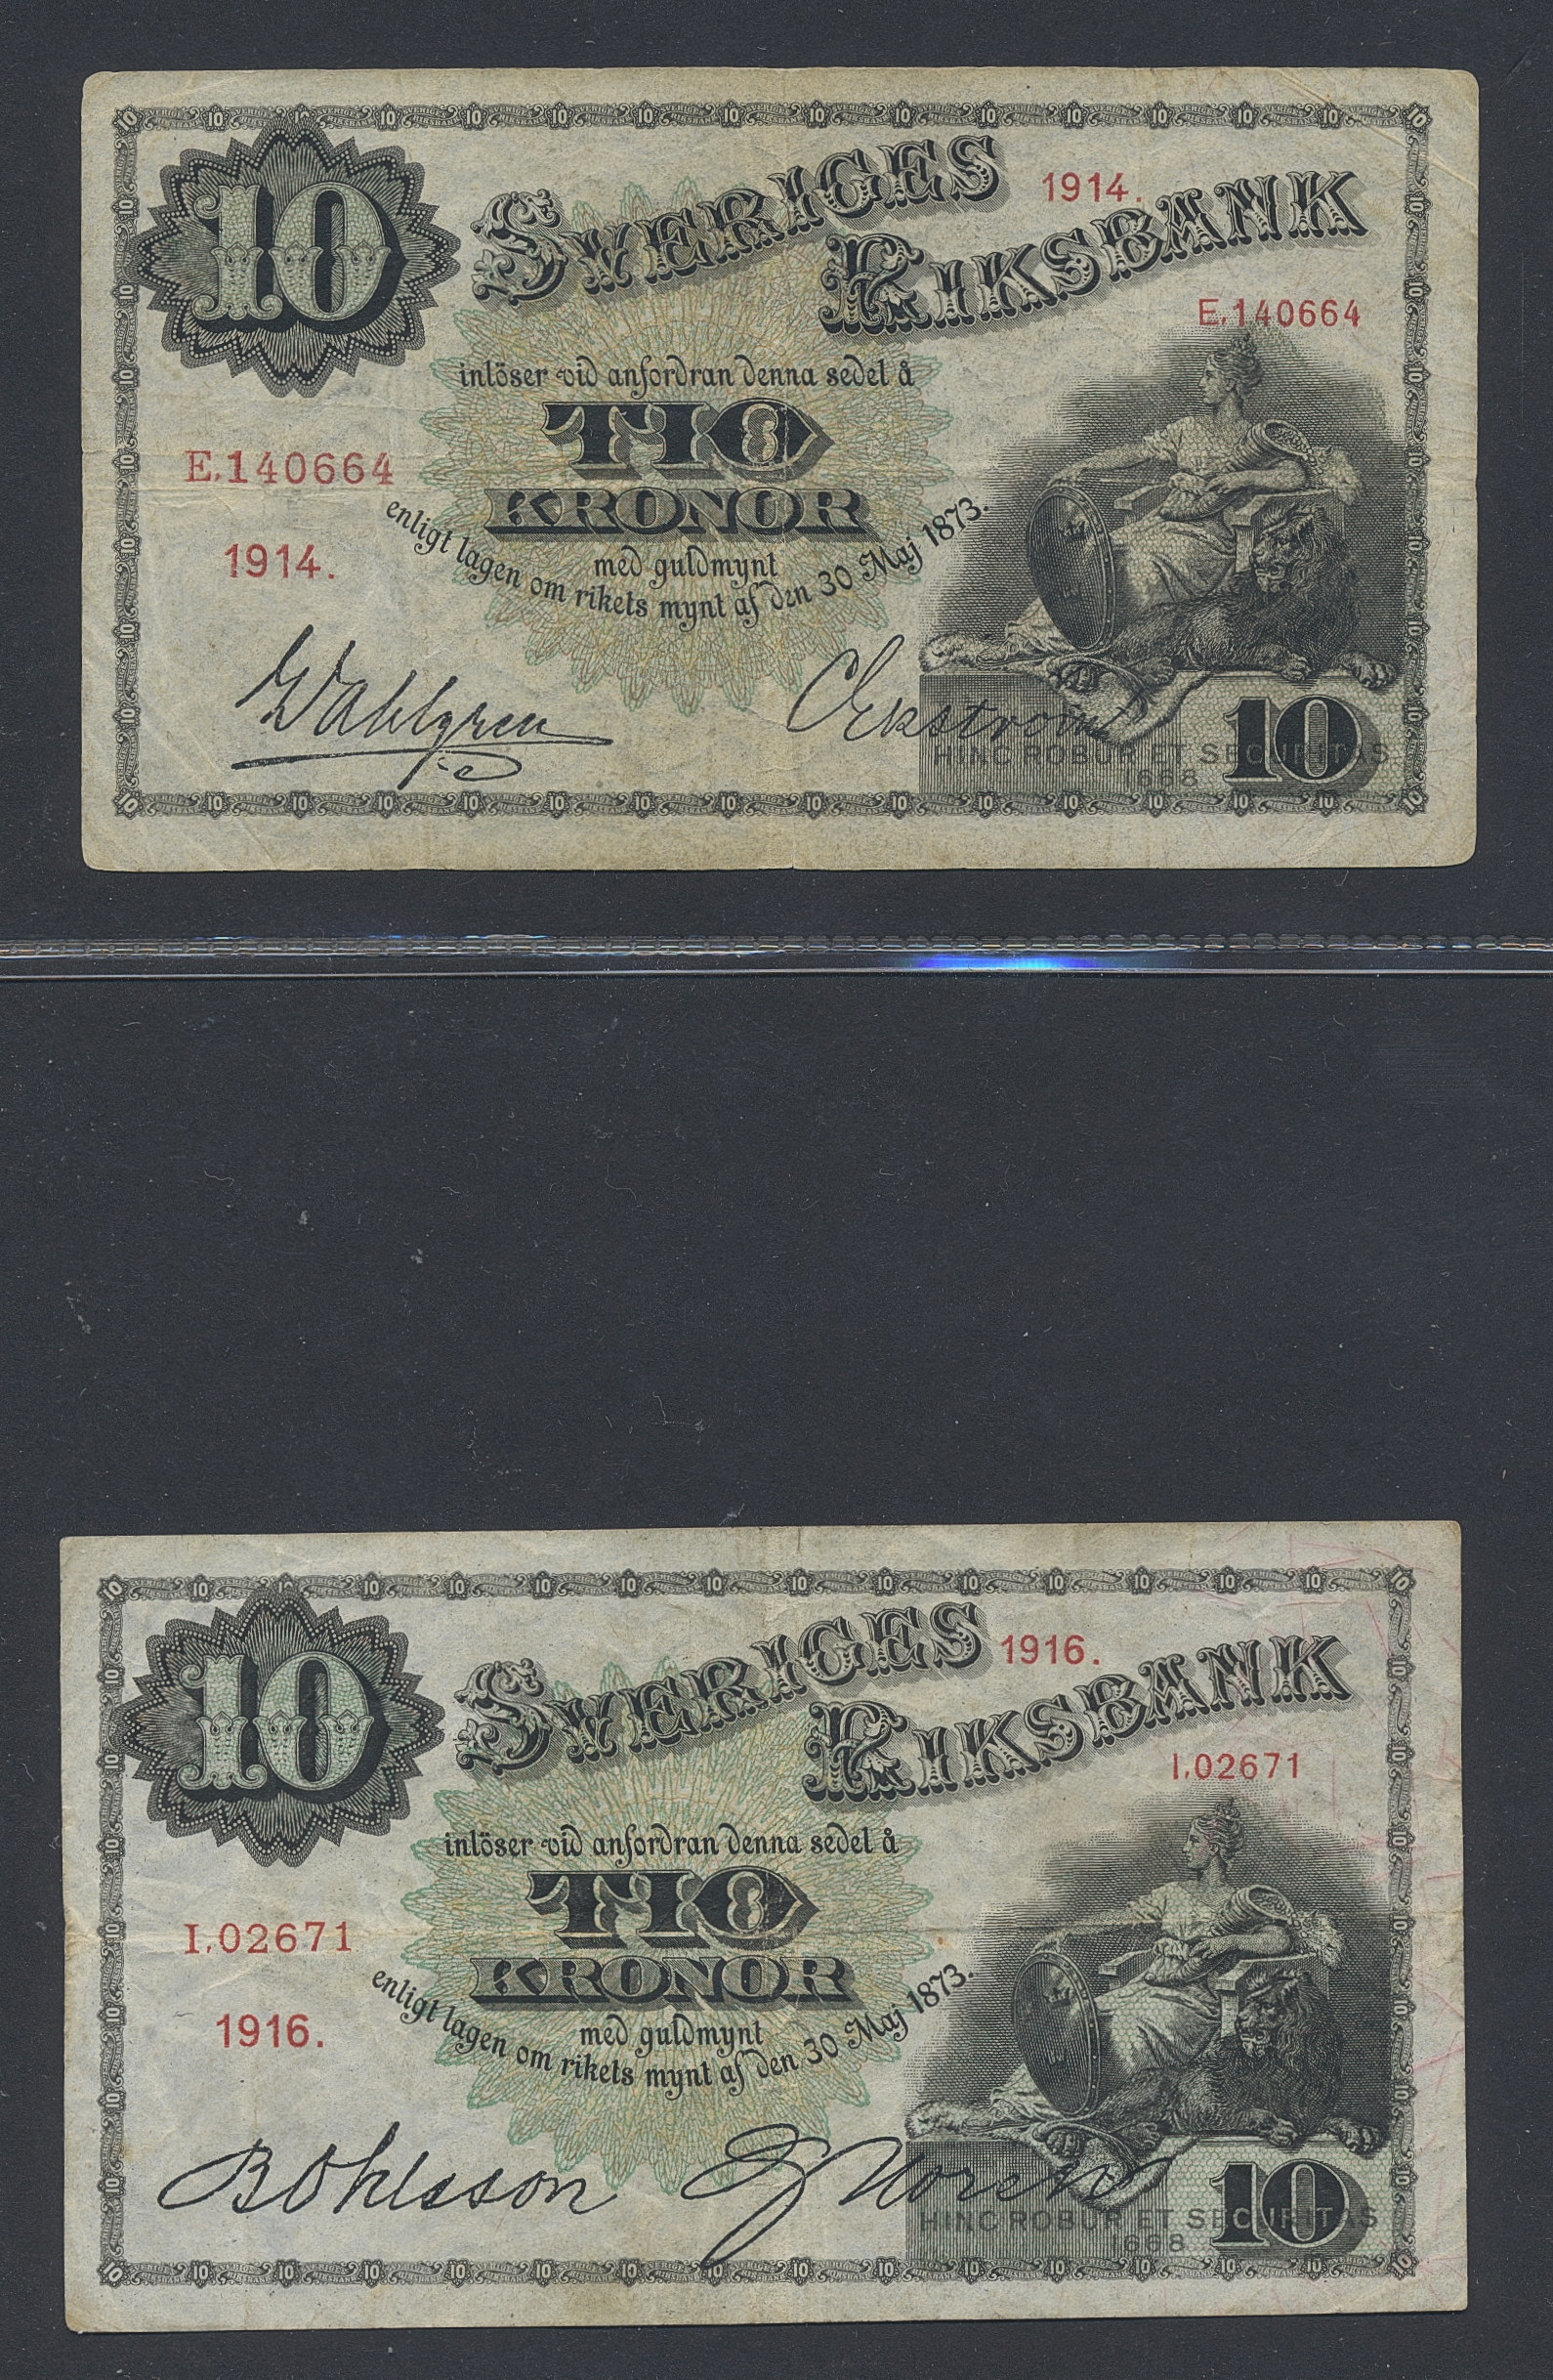 10
SVERIGES
1914.
RIKSBANK
E.140664
inlöser vid anfordran denna sedel å
TIO
KRONOR
E.140664
1914.
med guldmynt
enligt lagen om rikets mynt af den 30 Maj 1873.
G Wahlgren
C Ekstrom
10
HINC ROBUR ET SECURITAS
1668
10
SVERIGES
1916.
RIKSBANK
I.02671
inlöser vid anfordran denna sedel å
TIO
KRONOR
I.02671
1916.
med guldmynt
enligt lagen om rikets mynt af den 30 Maj 1873.
B Ohlsson
G Noren
10
HINC ROBUR ET SECURITAS
1668